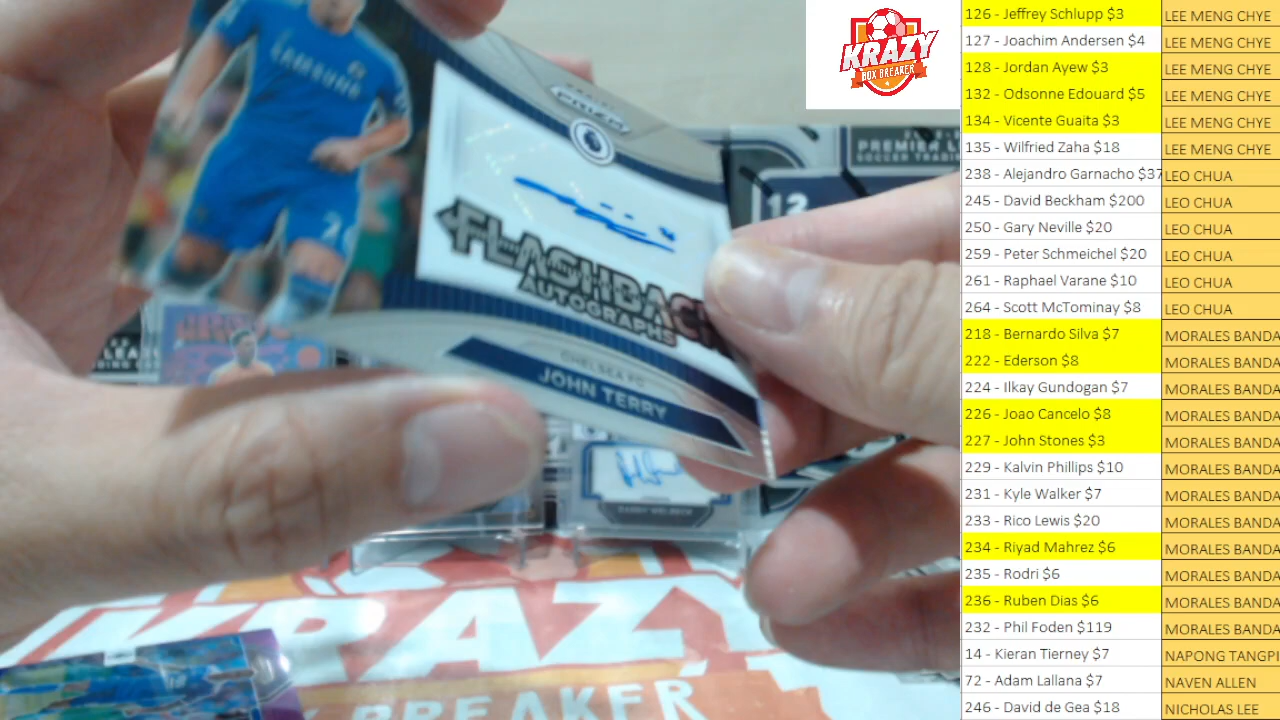 SAMSUNG
PRIZM
FLASHBACK
AUTOGRAPHS
CHELSEA FC
JOHN TERRY
PREMIER
12
DANNY WELBECK
KRAZY
BREAKER
KRAZY
BOX BREAKER
126 - Jeffrey Schlupp $3 LEE MENG CHYE
127 - Joachim Andersen $4 LEE MENG CHYE
128 - Jordan Ayew $3 LEE MENG CHYE
132 - Odsonne Edouard $5 LEE MENG CHYE
134 - Vicente Guaita $3 LEE MENG CHYE
135 - Wilfried Zaha $18 LEE MENG CHYE
238 - Alejandro Garnacho $37 LEO CHUA
245 - David Beckham $200 LEO CHUA
250 - Gary Neville $20 LEO CHUA
259 - Peter Schmeichel $20 LEO CHUA
261 - Raphael Varane $10 LEO CHUA
264 - Scott McTominay $8 LEO CHUA
218 - Bernardo Silva $7 MORALES BANDA
222 - Ederson $8 MORALES BANDA
224 - Ilkay Gundogan $7 MORALES BANDA
226 - Joao Cancelo $8 MORALES BANDA
227 - John Stones $3 MORALES BANDA
229 - Kalvin Phillips $10 MORALES BANDA
231 - Kyle Walker $7 MORALES BANDA
233 - Rico Lewis $20 MORALES BANDA
234 - Riyad Mahrez $6 MORALES BANDA
235 - Rodri $6 MORALES BANDA
236 - Ruben Dias $6 MORALES BANDA
232 - Phil Foden $119 MORALES BANDA
14 - Kieran Tierney $7 NAPONG TANGPI
72 - Adam Lallana $7 NAVEN ALLEN
246 - David de Gea $18 NICHOLAS LEE